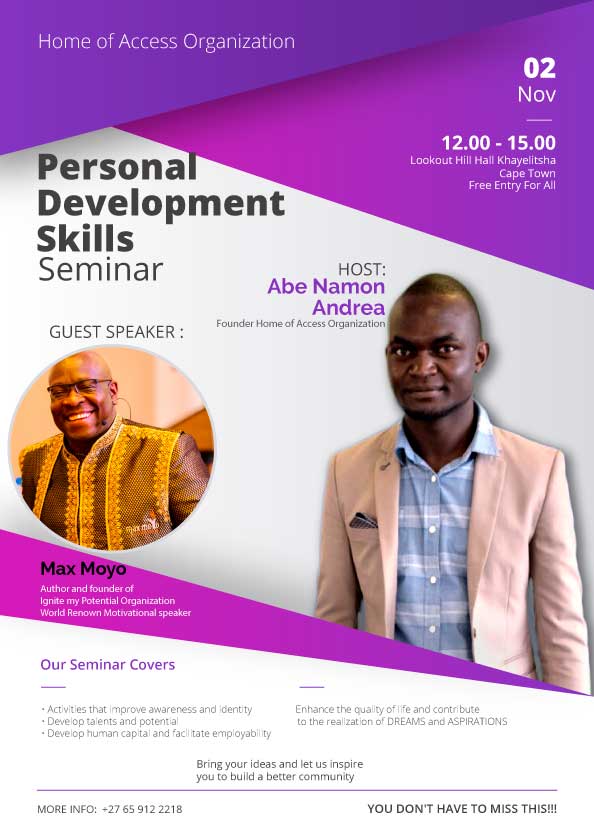 Home of Access Organization
02
Nov
12.00 - 15.00
Lookout Hill Hall Khayelitsha
Cape Town
Free Entry For All
Personal
Development
Skills
Seminar
HOST:
Abe Namon
Andrea
Founder Home of Access Organization
GUEST SPEAKER :
max moyo
Max Moyo
Author and founder of
Ignite my Potential Organization
World Renown Motivational speaker
Our Seminar Covers
• Activities that improve awareness and identity
• Develop talents and potential
• Develop human capital and facilitate employability
Enhance the quality of life and contribute
to the realization of DREAMS and ASPIRATIONS
Bring your ideas and let us inspire
you to build a better community
MORE INFO: +27 65 912 2218
YOU DON'T HAVE TO MISS THIS!!!